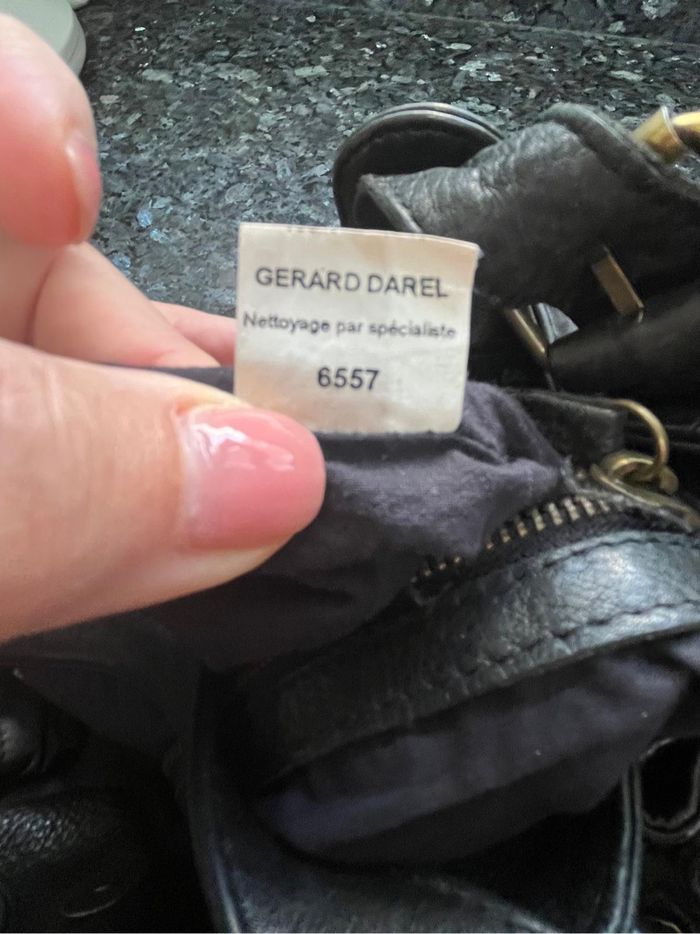 GERARD DAREL
Nettoyage par spécialiste
6557